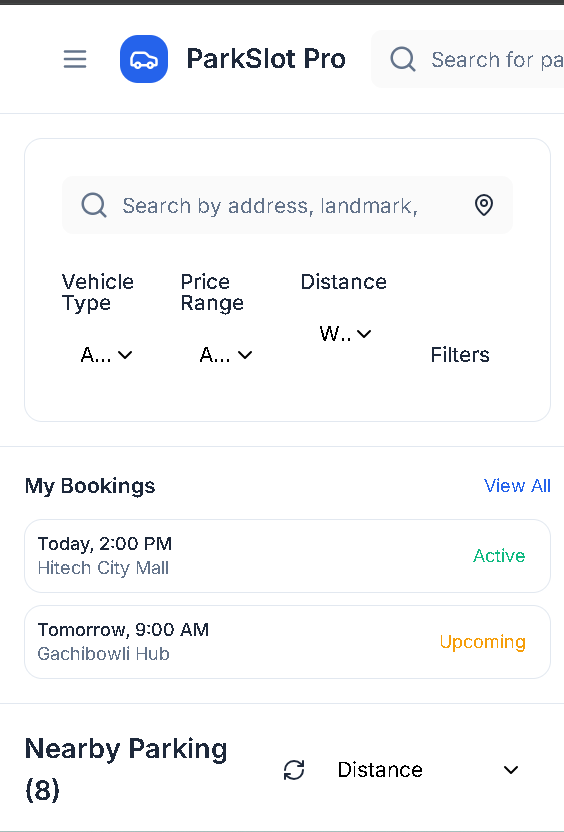 ParkSlot Pro
Search for pa
Search by address, landmark,
Vehicle
Type
Price
Range
Distance
A...
A...
W..
Filters
My Bookings
View All
Today, 2:00 PM
Hitech City Mall
Active
Tomorrow, 9:00 AM
Gachibowli Hub
Upcoming
Nearby Parking
(8)
Distance